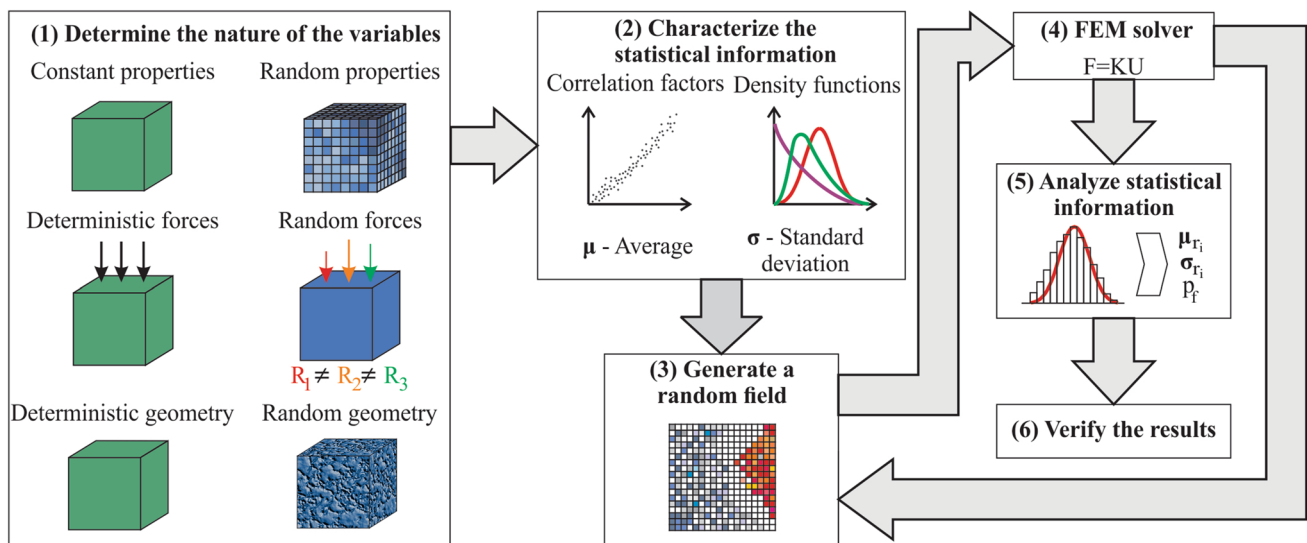 (1) Determine the nature of the variables
Constant properties
Random properties
Deterministic forces
Random forces
R1 ≠ R2 ≠ R3
Deterministic geometry
Random geometry
(2) Characterize the
statistical information
Correlation factors
Density functions
μ - Average
σ - Standard
deviation
(3) Generate a
random field
(4) FEM solver
F=KU
(5) Analyze statistical
information
μri
σri
pf
(6) Verify the results